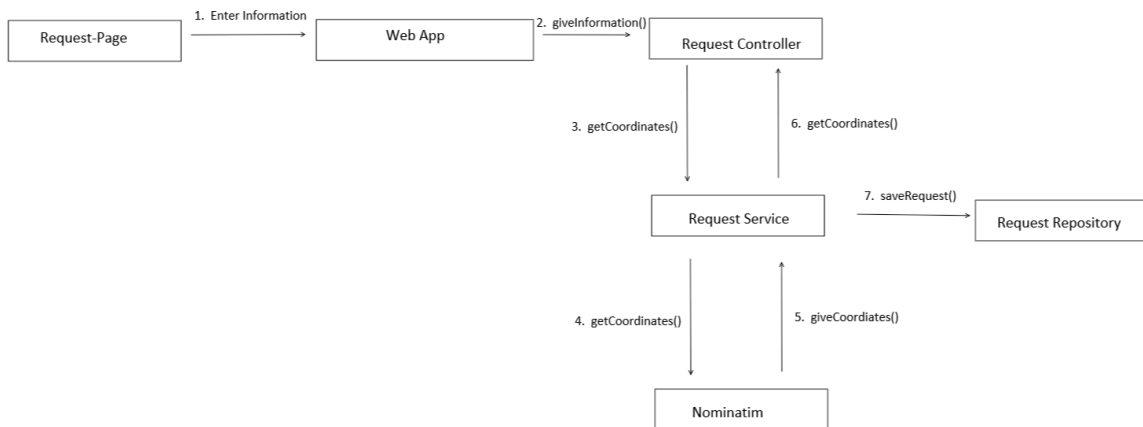 1. Enter Information
2. giveInformation()
Request-Page
Web App
Request Controller
3. getCoordinates()
6. getCoordinates()
7. saveRequest()
Request Service
Request Repository
4. getCoordinates()
5. giveCoordiates()
Nominatim